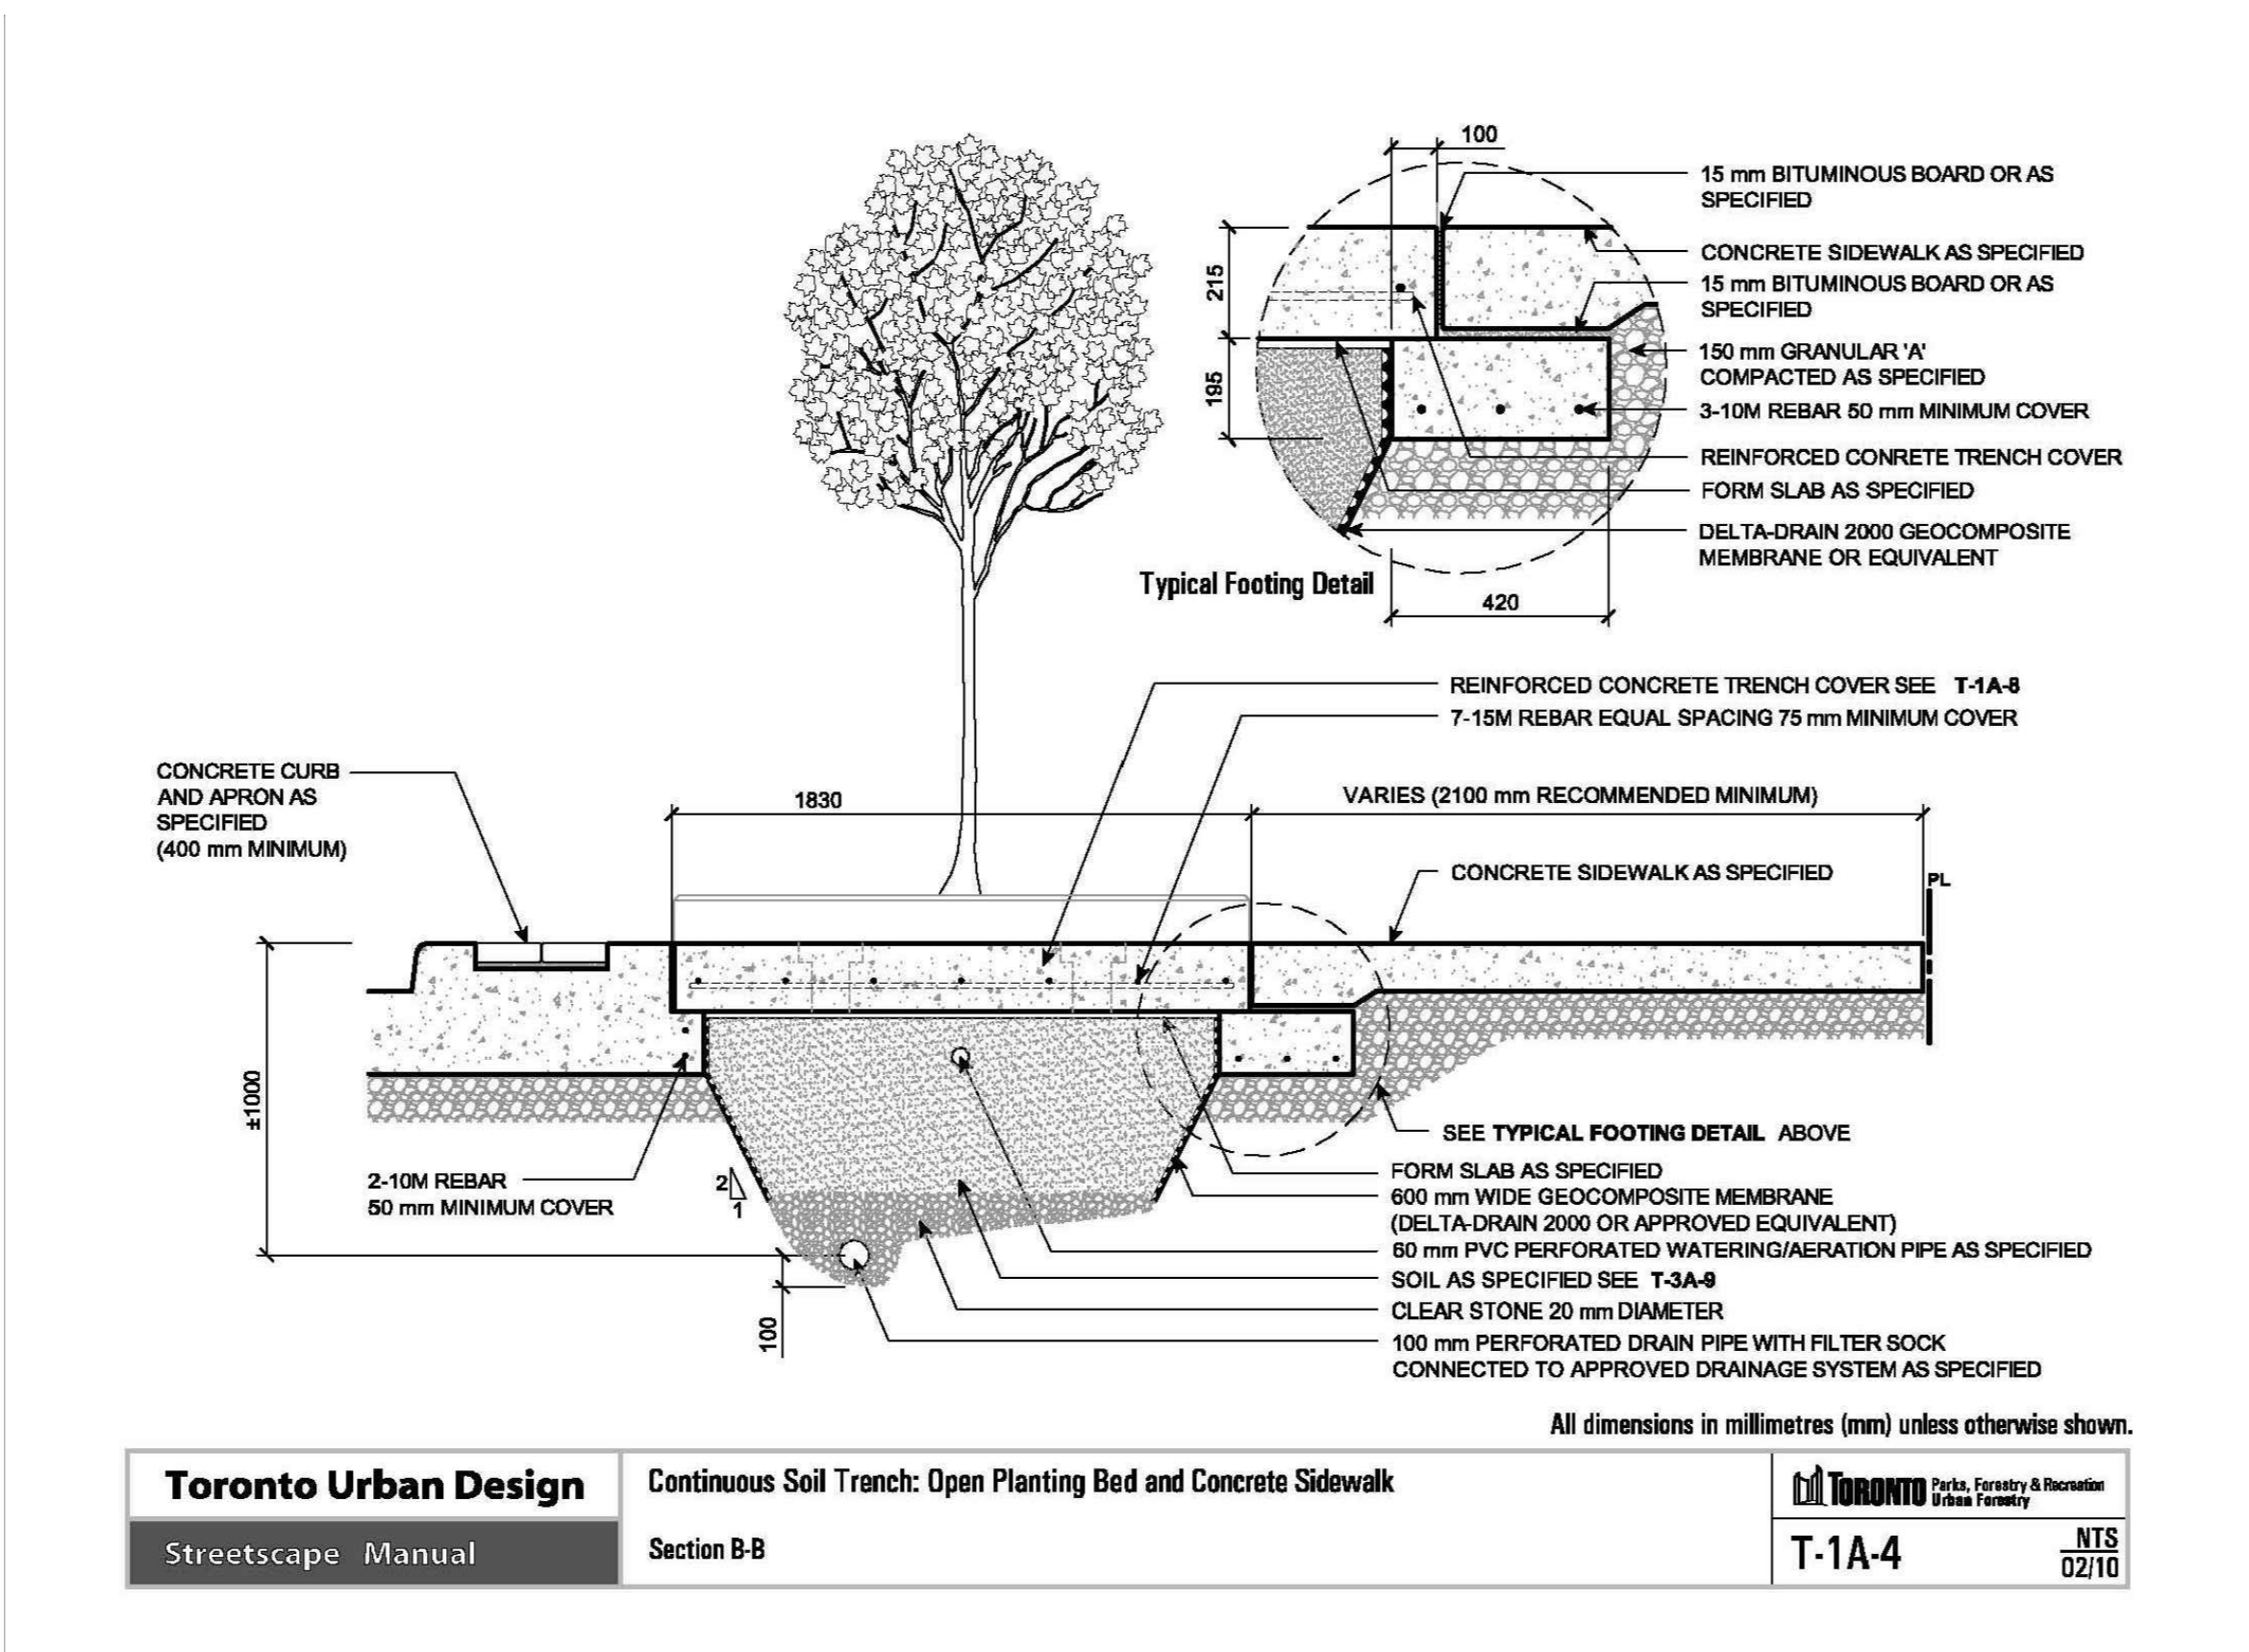 100
15 mm BITUMINOUS BOARD OR AS
SPECIFIED
CONCRETE SIDEWALK AS SPECIFIED
15 mm BITUMINOUS BOARD OR AS
SPECIFIED
215
150 mm GRANULAR 'A'
COMPACTED AS SPECIFIED
195
3-10M REBAR 50 mm MINIMUM COVER
REINFORCED CONRETE TRENCH COVER
FORM SLAB AS SPECIFIED
DELTA-DRAIN 2000 GEOCOMPOSITE
MEMBRANE OR EQUIVALENT
Typical Footing Detail
420
REINFORCED CONCRETE TRENCH COVER SEE T-1A-8
7-15M REBAR EQUAL SPACING 75 mm MINIMUM COVER
CONCRETE CURB
AND APRON AS
SPECIFIED
(400 mm MINIMUM)
1830
VARIES (2100 mm RECOMMENDED MINIMUM)
CONCRETE SIDEWALK AS SPECIFIED
PL
±1000
SEE TYPICAL FOOTING DETAIL ABOVE
2-10M REBAR
50 mm MINIMUM COVER
2
1
FORM SLAB AS SPECIFIED
600 mm WIDE GEOCOMPOSITE MEMBRANE
(DELTA-DRAIN 2000 OR APPROVED EQUIVALENT)
60 mm PVC PERFORATED WATERING/AERATION PIPE AS SPECIFIED
SOIL AS SPECIFIED SEE T-3A-9
CLEAR STONE 20 mm DIAMETER
100
100 mm PERFORATED DRAIN PIPE WITH FILTER SOCK
CONNECTED TO APPROVED DRAINAGE SYSTEM AS SPECIFIED
All dimensions in millimetres (mm) unless otherwise shown.
Toronto Urban Design
Streetscape Manual
Continuous Soil Trench: Open Planting Bed and Concrete Sidewalk
Section B-B
TORONTO Parks, Forestry & Recreation
Urban Forestry
T-1A-4
NTS
02/10